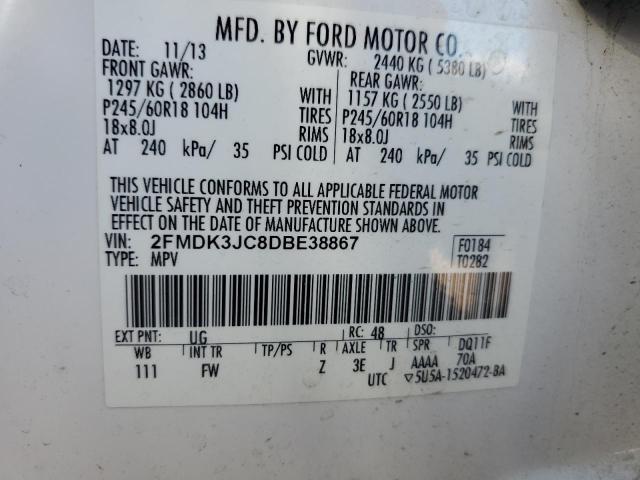 MFD. BY FORD MOTOR CO.
DATE: 11/13 GVWR: 2440 KG ( 5380 LB)
FRONT GAWR: REAR GAWR:
1297 KG ( 2860 LB) WITH 1157 KG ( 2550 LB) WITH
P245/60R18 104H TIRES P245/60R18 104H TIRES
18x8.0J RIMS 18x8.0J RIMS
AT 240 kPa/ 35 PSI COLD AT 240 kPa/ 35 PSI COLD
THIS VEHICLE CONFORMS TO ALL APPLICABLE FEDERAL MOTOR
VEHICLE SAFETY AND THEFT PREVENTION STANDARDS IN
EFFECT ON THE DATE OF MANUFACTURE SHOWN ABOVE.
VIN: 2FMDK3JC8DBE38867 F0184
TYPE: MPV T0282
EXT PNT: UG RC: 48 DSO:
WB INT TR TP/PS R AXLE TR SPR DQ11F
111 FW Z 3E J AAAA 70A
UTC ▽5U5A-1520472-BA